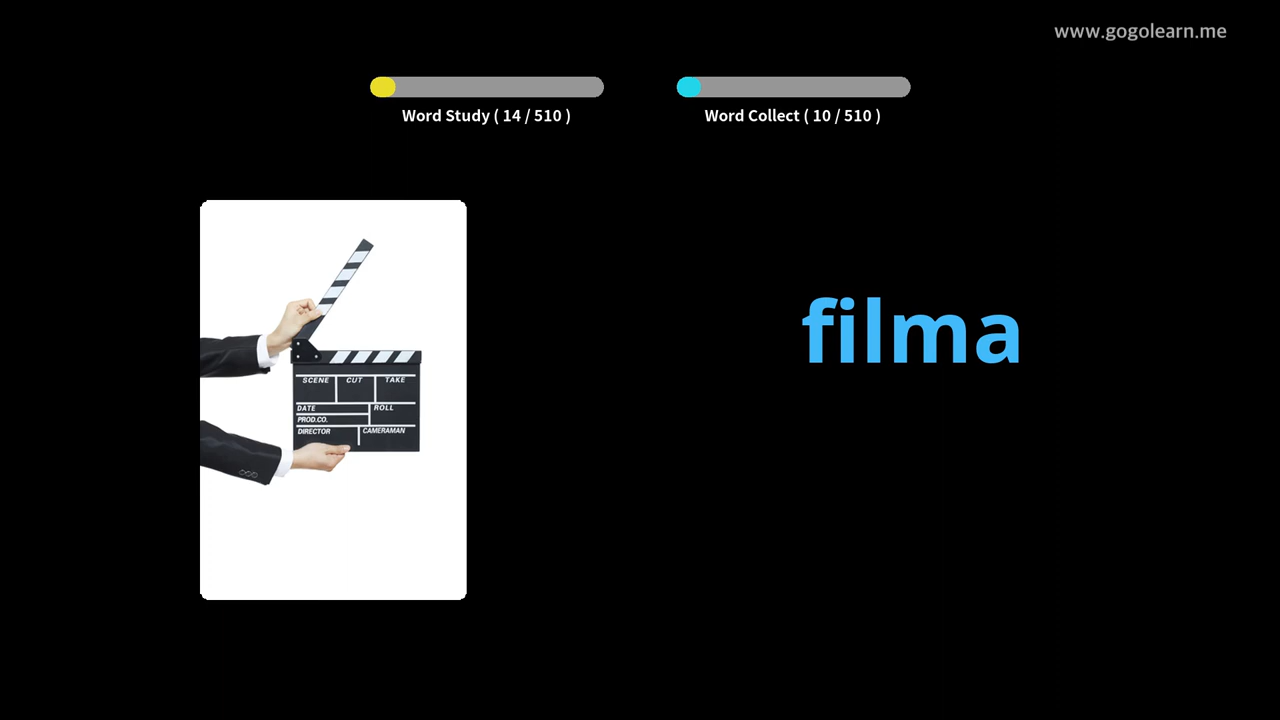 www.gogolearn.me
Word Study ( 14 / 510 )
Word Collect ( 10 / 510 )
filma
SCENE CUT TAKE
DATE ROLL
PROD.CO.
DIRECTOR CAMERAMAN